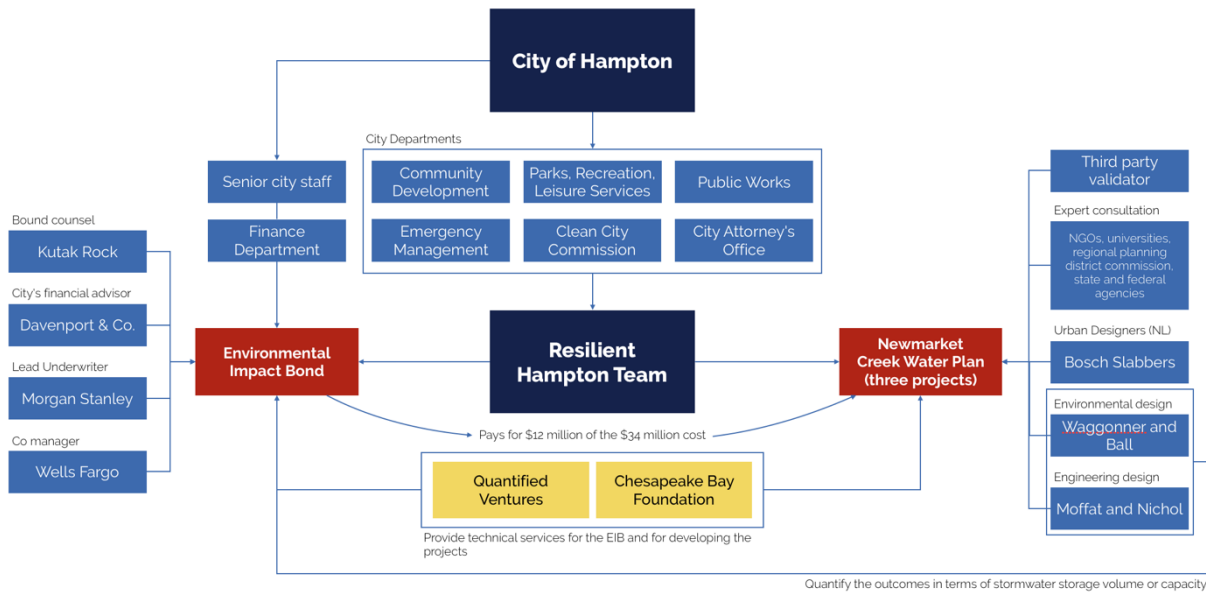 City of Hampton
City Departments
Senior city staff
Finance
Department
Community
Development
Parks, Recreation,
Leisure Services
Public Works
Emergency
Management
Clean City
Commission
City Attorney's
Office
Bound counsel
Kutak Rock
City's financial advisor
Davenport & Co.
Lead Underwriter
Morgan Stanley
Co manager
Wells Fargo
Environmental
Impact Bond
Resilient
Hampton Team
Newmarket
Creek Water Plan
(three projects)
Third party
validator
Expert consultation
NGOs, universities,
regional planning
district commission,
state and federal
agencies
Urban Designers (NL)
Bosch Slabbers
Environmental design
Waggonner and
Ball
Engineering design
Moffat and Nichol
Pays for $12 million of the $34 million cost
Quantified
Ventures
Chesapeake Bay
Foundation
Provide technical services for the EIB and for developing the
projects
Quantify the outcomes in terms of stormwater storage volume or capacity